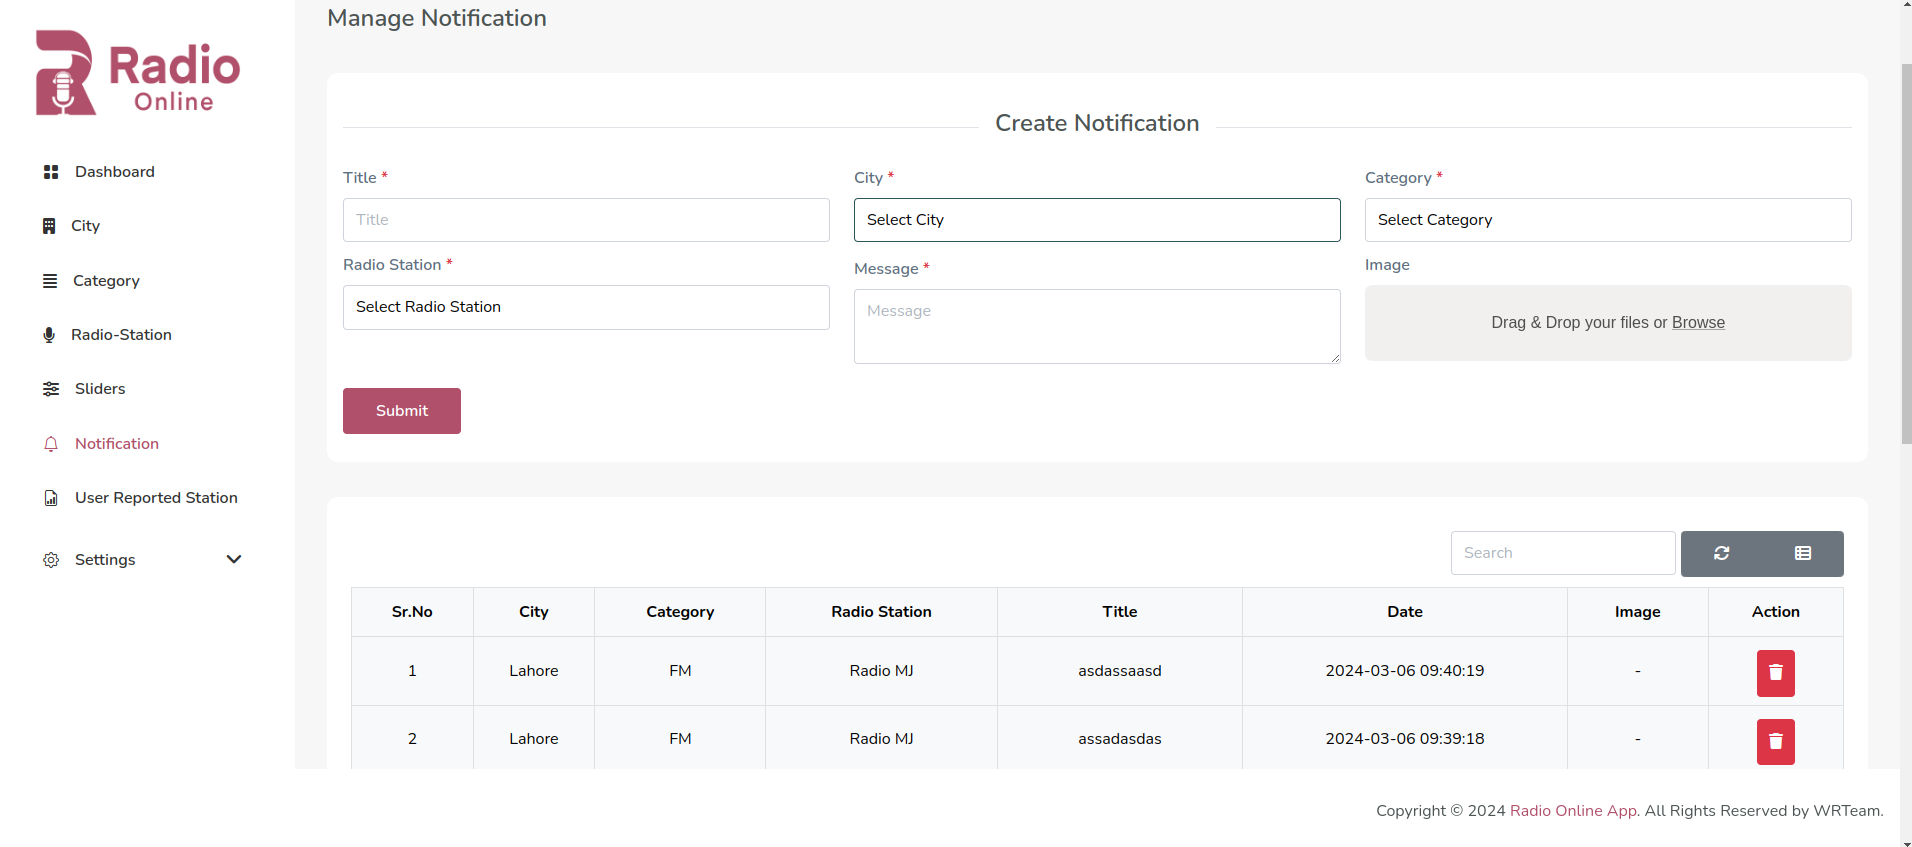 Radio
Online
Dashboard
City
Category
Radio-Station
Sliders
Notification
User Reported Station
Settings
Manage Notification
Create Notification
Title * City * Category *
Title Select City Select Category
Radio Station * Message * Image
Select Radio Station Message Drag & Drop your files or Browse
Submit
Search
Sr.No City Category Radio Station Title Date Image Action
1 Lahore FM Radio MJ asdassaasd 2024-03-06 09:40:19 -
2 Lahore FM Radio MJ assadasdas 2024-03-06 09:39:18 -
Copyright © 2024 Radio Online App. All Rights Reserved by WRTeam.